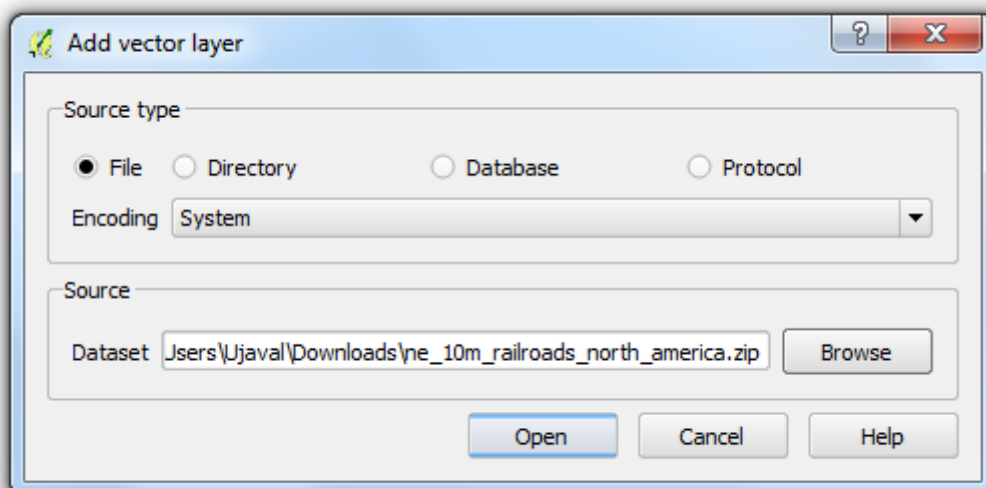 Add vector layer
?
Source type
File Directory Database Protocol
Encoding System
Source
Dataset Jsers\Ujaval\Downloads\ne_10m_railroads_north_america.zip Browse
Open Cancel Help